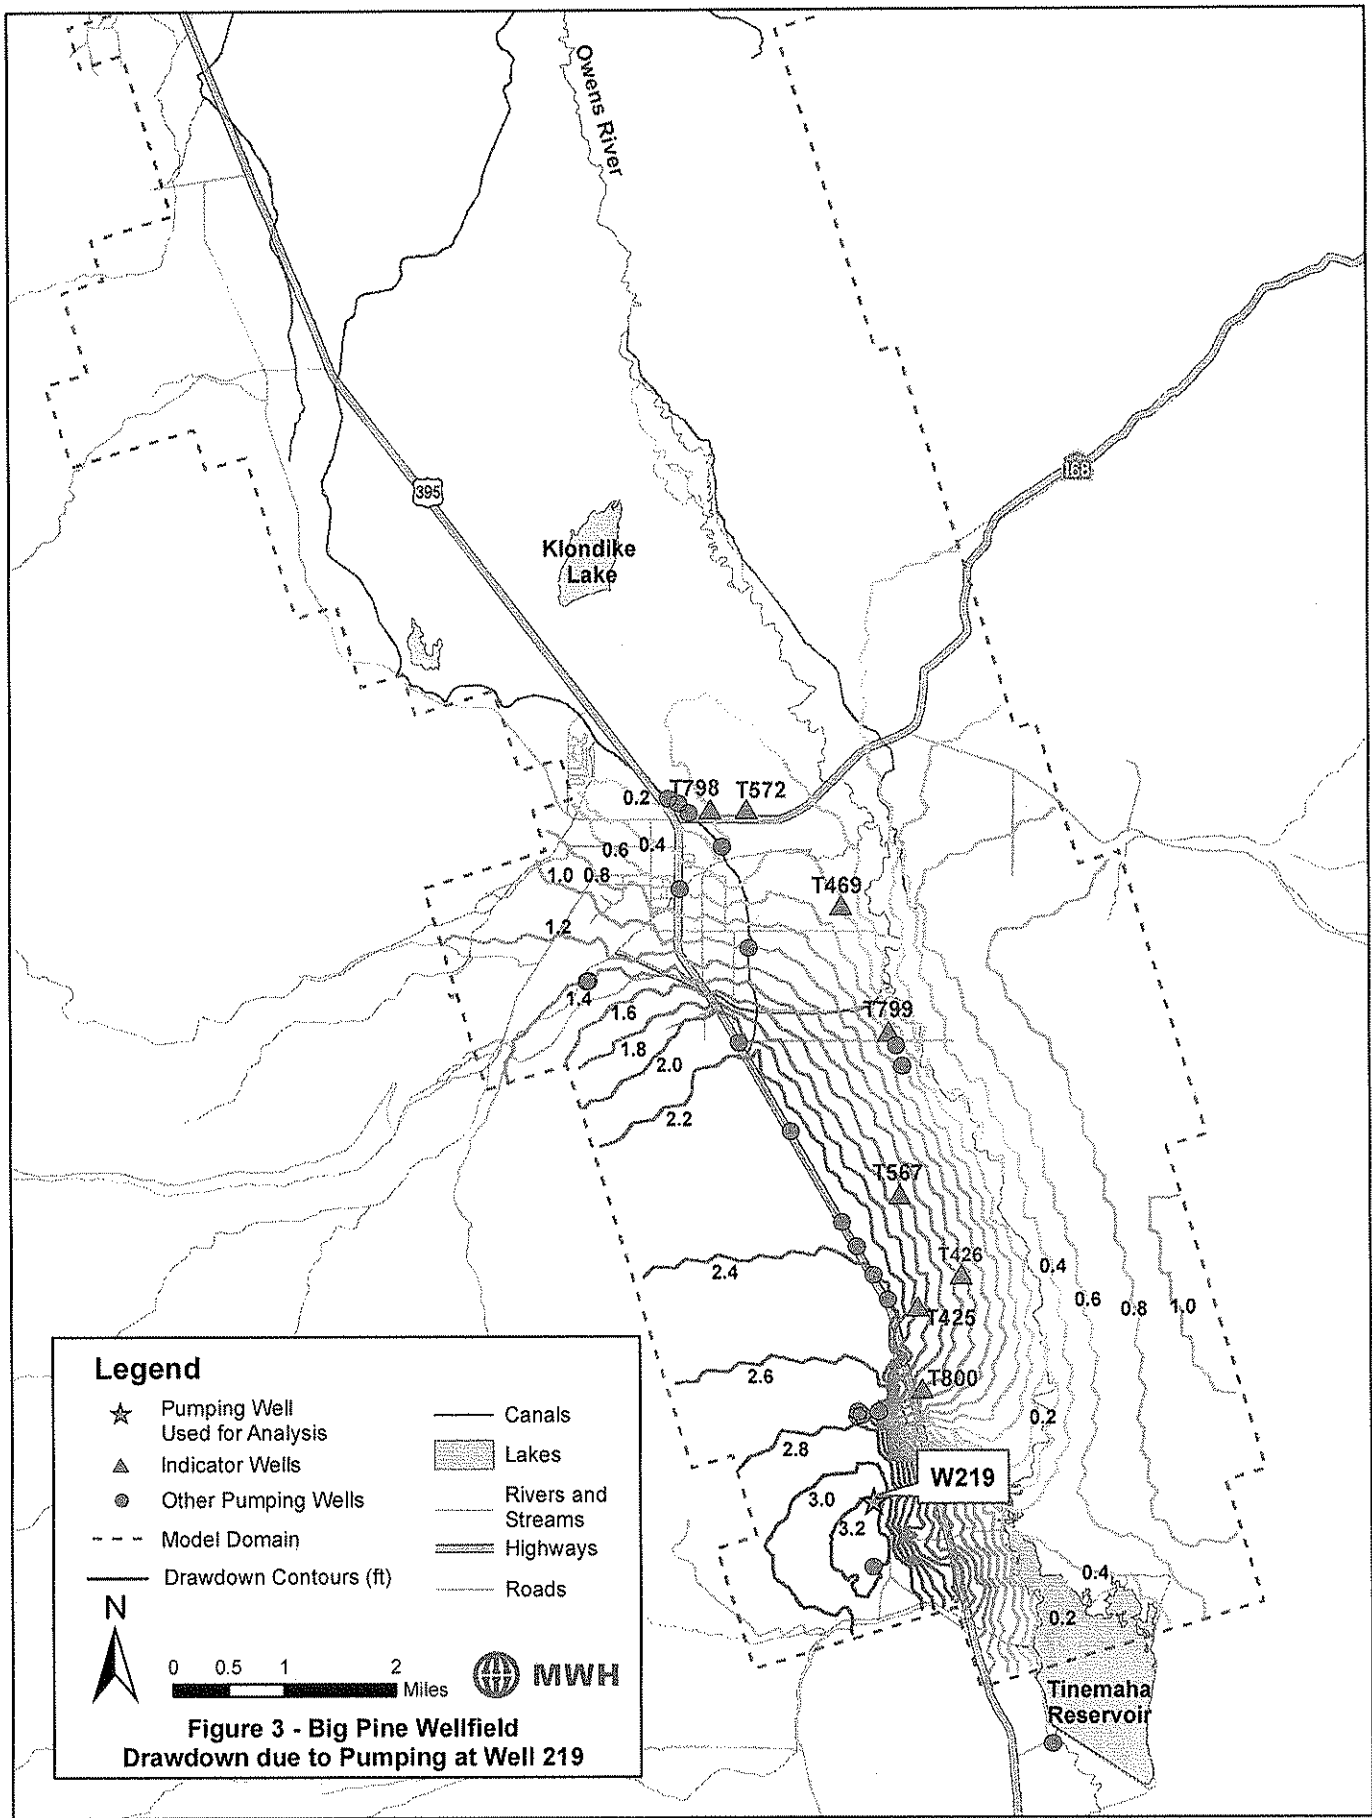 Owens River
168
395
Klondike
Lake
T798
T572
0.2
0.6
0.4
1.0
0.8
T469
1.2
1.4
T799
1.6
1.8
2.0
2.2
T567
T426
0.4
2.4
0.6
0.8
1.0
T425
2.6
T800
0.2
2.8
W219
3.0
3.2
0.4
0.2
Tinemaha
Reservoir
Legend
Pumping Well
Used for Analysis
Indicator Wells
Other Pumping Wells
Model Domain
Drawdown Contours (ft)
Canals
Lakes
Rivers and
Streams
Highways
Roads
N
0 0.5 1 2
Miles
MWH
Figure 3 - Big Pine Wellfield
Drawdown due to Pumping at Well 219